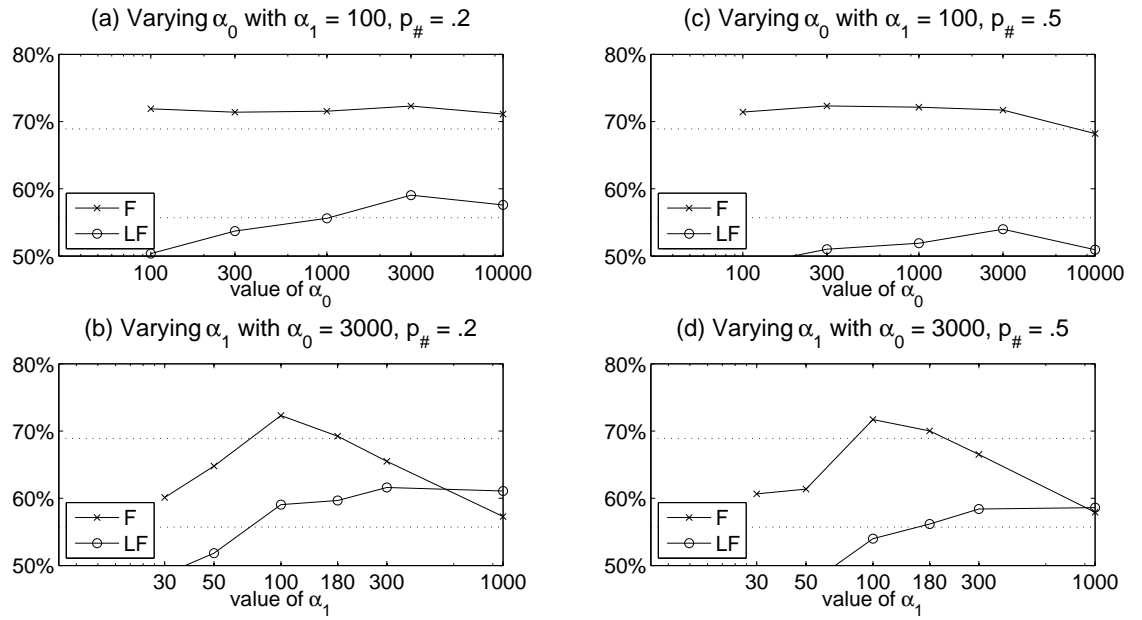 (a) Varying α₀ with α₁ = 100, p# = .2
80%
70%
60%
50%
F
LF
100 300 1000 3000 10000
value of α₀
(c) Varying α₀ with α₁ = 100, p# = .5
80%
70%
60%
50%
F
LF
100 300 1000 3000 10000
value of α₀
(b) Varying α₁ with α₀ = 3000, p# = .2
80%
70%
60%
50%
F
LF
30 50 100 180 300 1000
value of α₁
(d) Varying α₁ with α₀ = 3000, p# = .5
80%
70%
60%
50%
F
LF
30 50 100 180 300 1000
value of α₁